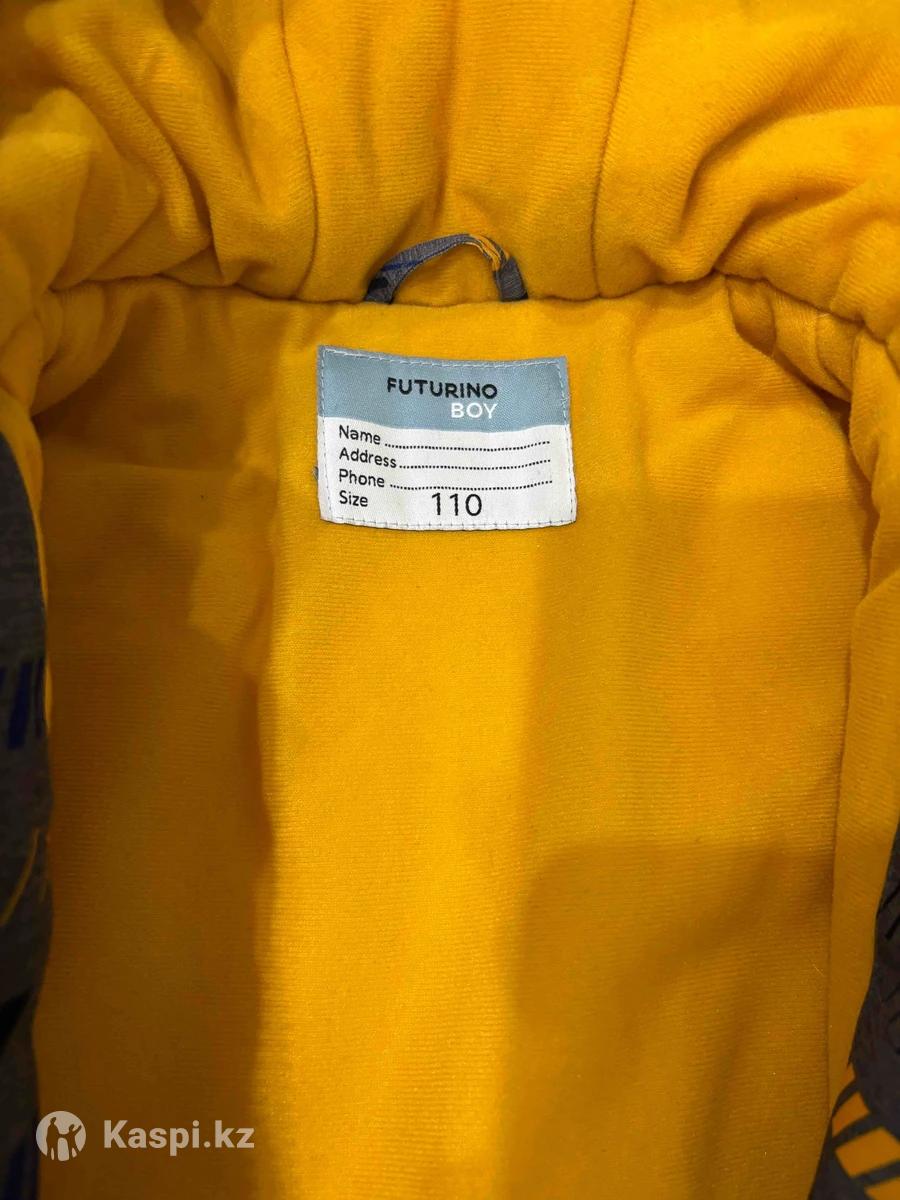 FUTURINO
BOY
Name
Address
Phone
Size 110
Kaspi.kz